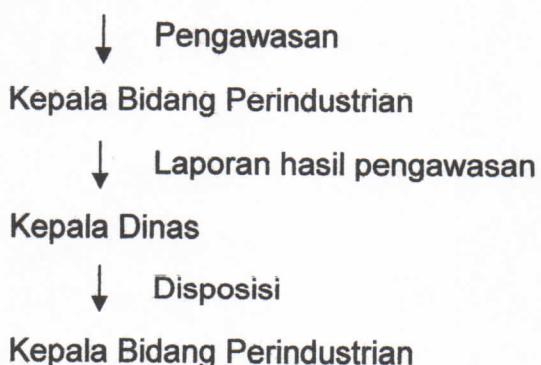 Pengawasan
Kepala Bidang Perindustrian
Laporan hasil pengawasan
Kepala Dinas
Disposisi
Kepala Bidang Perindustrian